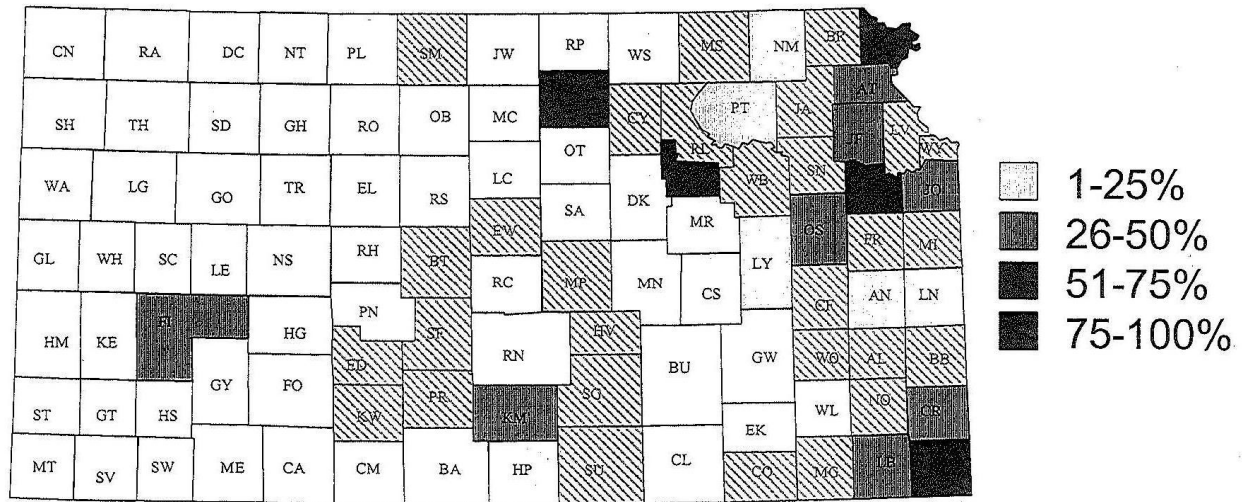 CN RA DC NT PL SM JW RP WS MS NM BR
SH TH SD GH RO OB MC CY RL PT JA AT
WA LG GO TR EL RS LC OT DK WB SN JF LV WY
GL WH SC LE NS RH BT EW SA MR OS JO
HM KE FI HG PN SF RC MP MN CS LY FR MI
ED RN HV CF AN LN
GY FO PR SG BU GW WO AL BB
ST GT HS KW KM EK WL NO CR
MT SV SW ME CA CM BA HP SU CL CO MG LB
1-25%
26-50%
51-75%
75-100%